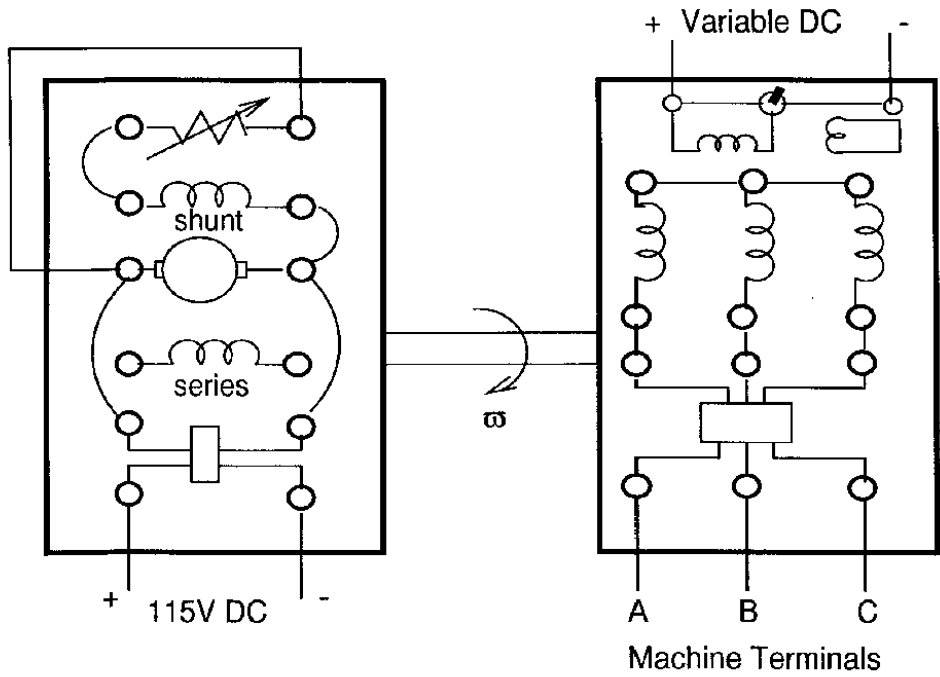 + Variable DC -
shunt
series
ϖ
+ 115V DC -
A B C
Machine Terminals